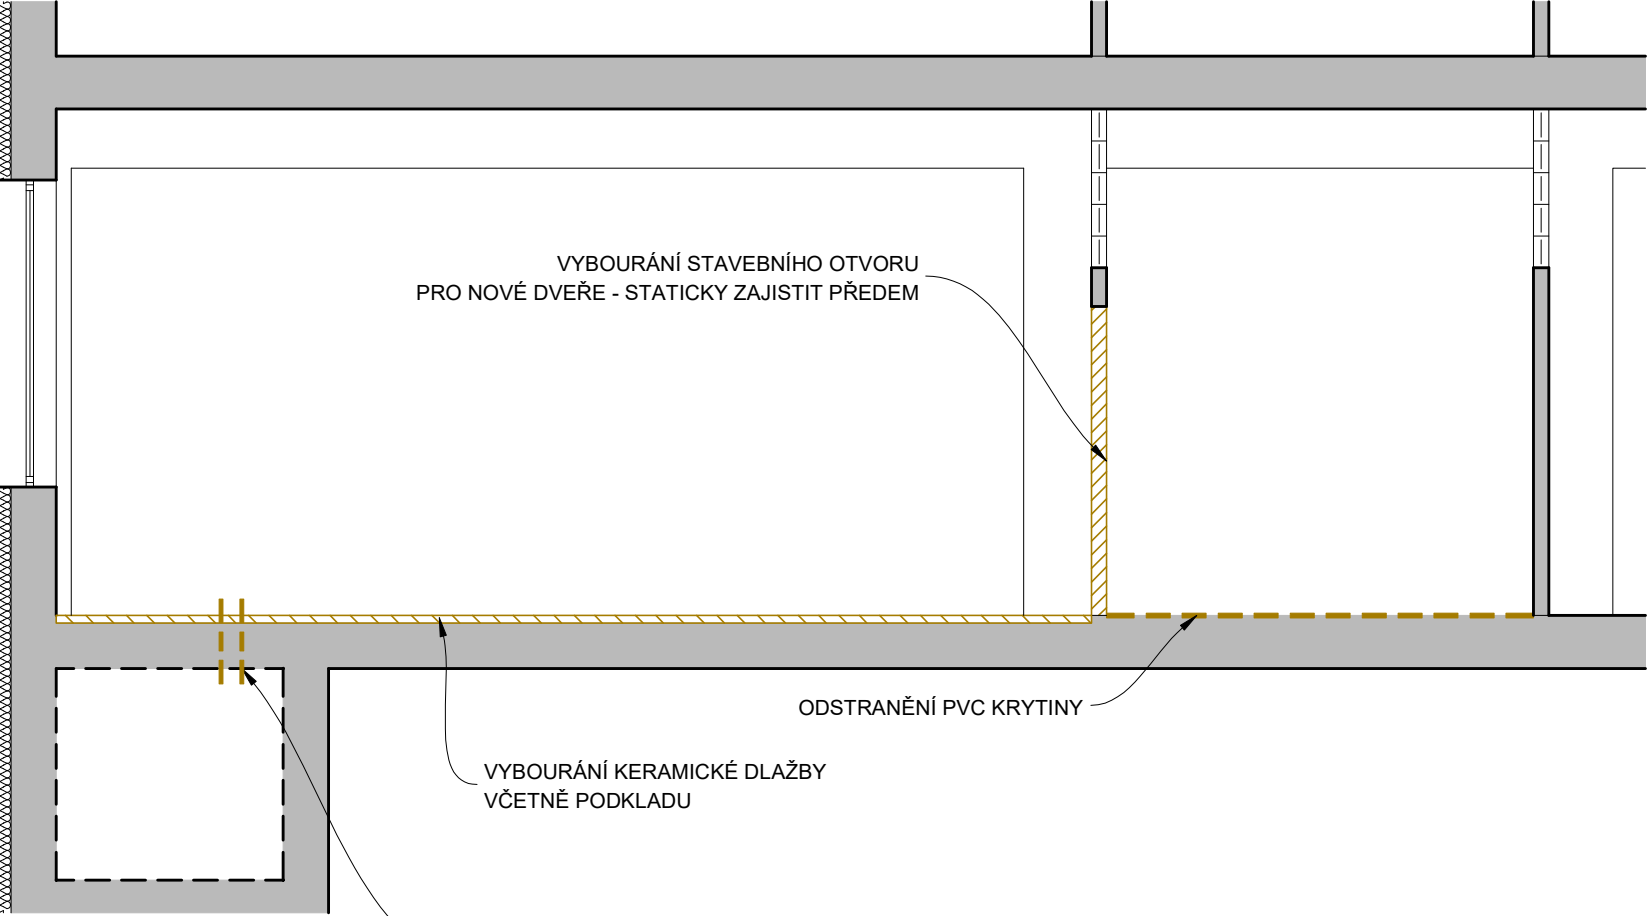 VYBOURÁNÍ STAVEBNÍHO OTVORU
PRO NOVÉ DVEŘE - STATICKY ZAJISTIT PŘEDEM
ODSTRANĚNÍ PVC KRYTINY
VYBOURÁNÍ KERAMICKÉ DLAŽBY
VČETNĚ PODKLADU